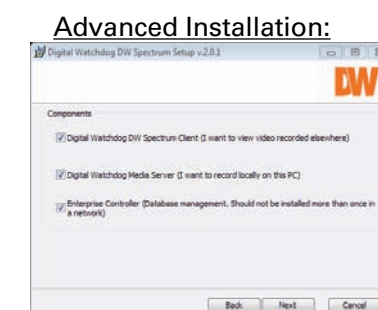 Advanced Installation:
Digital Watchdog DW Spectrum Setup v.2.0.1
DW
Components
Digital Watchdog DW Spectrum Client (I want to view video recorded elsewhere)
Digital Watchdog Media Server (I want to record locally on this PC)
Enterprise Controller (Database management. Should not be installed more than once in
a network)
Back Next Cancel